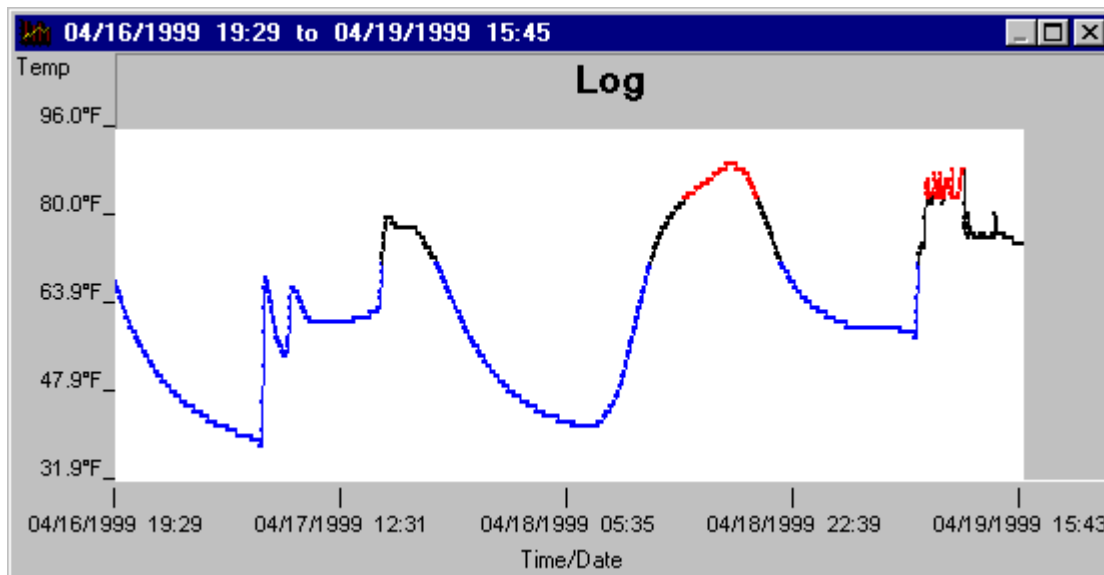 04/16/1999 19:29 to 04/19/1999 15:45
Temp
Log
96.0°F
80.0°F
63.9°F
47.9°F
31.9°F
04/16/1999 19:29
04/17/1999 12:31
04/18/1999 05:35
04/18/1999 22:39
04/19/1999 15:43
Time/Date